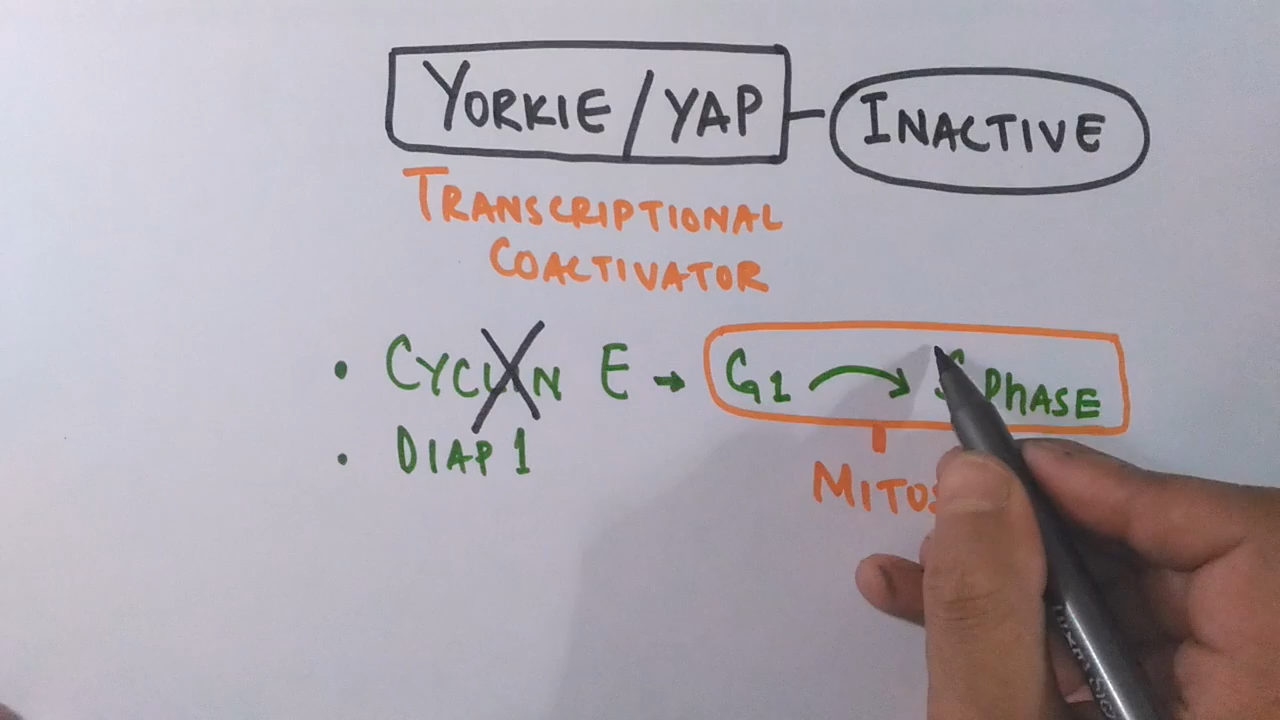 YORKIE / YAP - INACTIVE
TRANSCRIPTIONAL
COACTIVATOR
• CYCLIN E → G1 → S PHASE
• DIAP 1